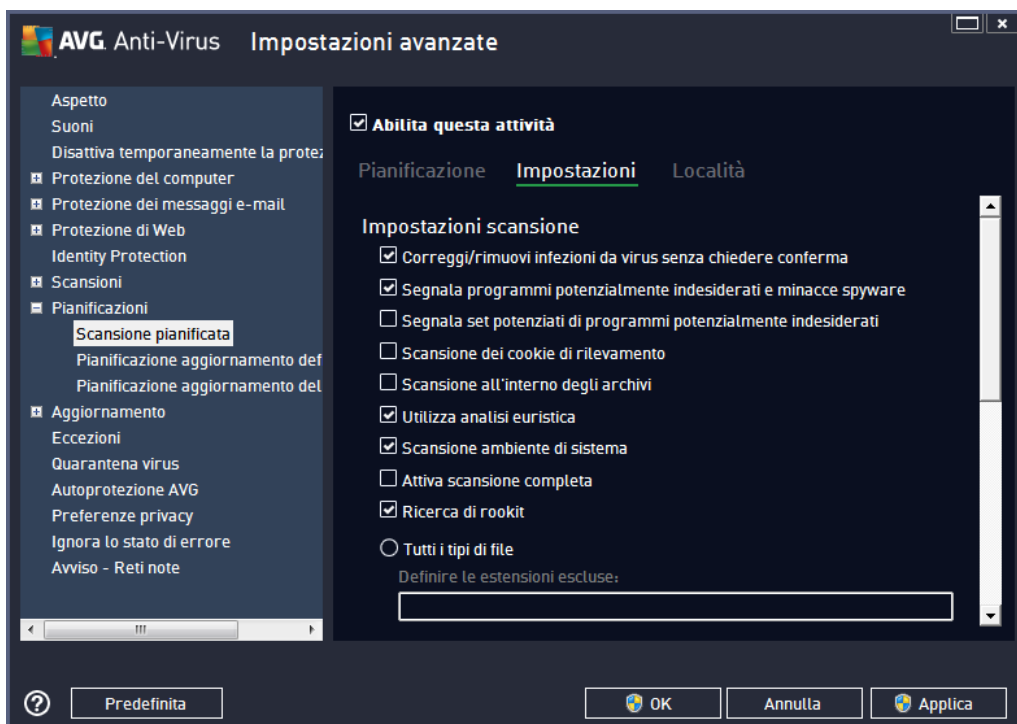 AVG Anti-Virus Impostazioni avanzate
Aspetto
Suoni
Disattiva temporaneamente la protez
Protezione del computer
Protezione dei messaggi e-mail
Protezione di Web
Identity Protection
Scansioni
Pianificazioni
Scansione pianificata
Pianificazione aggiornamento def
Pianificazione aggiornamento del
Aggiornamento
Eccezioni
Quarantena virus
Autoprotezione AVG
Preferenze privacy
Ignora lo stato di errore
Avviso - Reti note
Abilita questa attività
Pianificazione Impostazioni Località
Impostazioni scansione
Correggi/rimuovi infezioni da virus senza chiedere conferma
Segnala programmi potenzialmente indesiderati e minacce spyware
Segnala set potenziati di programmi potenzialmente indesiderati
Scansione dei cookie di rilevamento
Scansione all'interno degli archivi
Utilizza analisi euristica
Scansione ambiente di sistema
Attiva scansione completa
Ricerca di rookit
Tutti i tipi di file
Definire le estensioni escluse:
Predefinita OK Annulla Applica